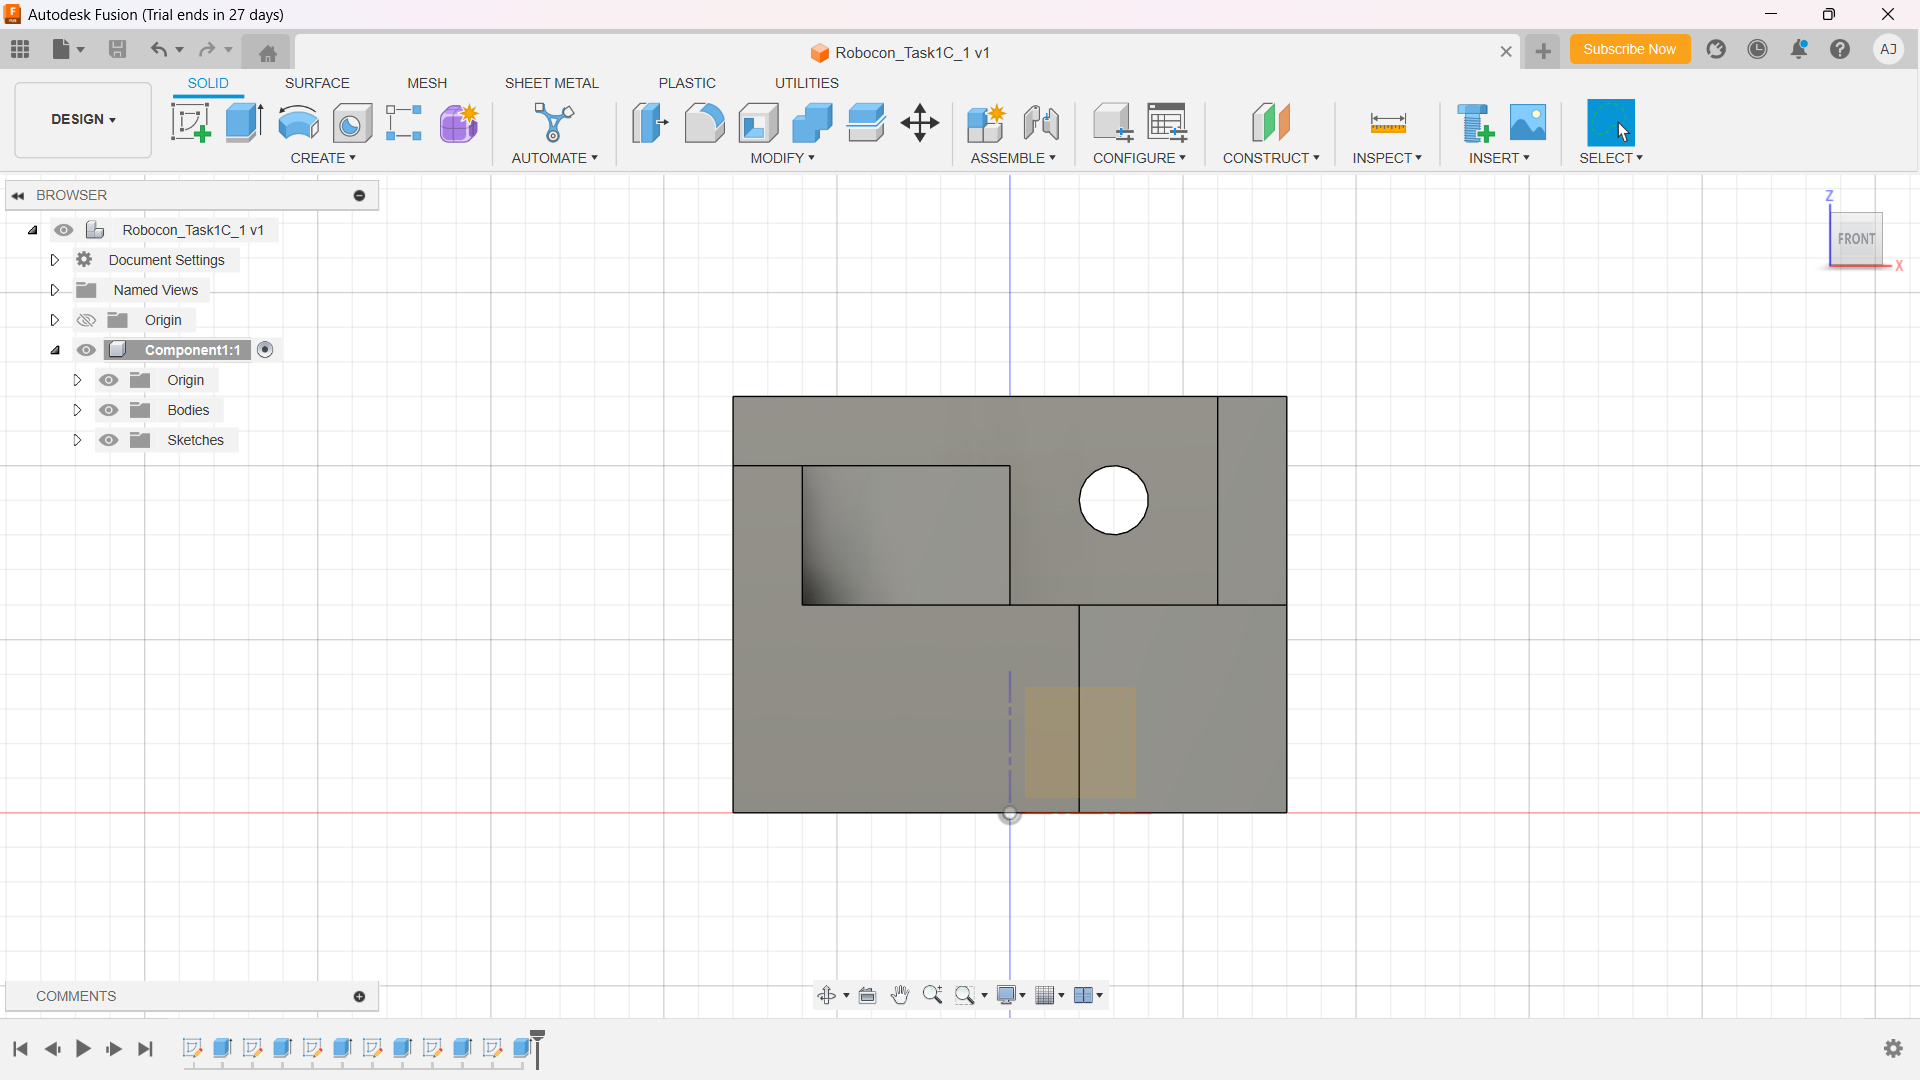 Autodesk Fusion (Trial ends in 27 days)
Robocon_Task1C_1 v1
Subscribe Now
AJ
SOLID SURFACE MESH SHEET METAL PLASTIC UTILITIES
DESIGN
CREATE AUTOMATE MODIFY ASSEMBLE CONFIGURE CONSTRUCT INSPECT INSERT SELECT
BROWSER
Robocon_Task1C_1 v1
Document Settings
Named Views
Origin
Component1:1
Origin
Bodies
Sketches
Z
FRONT
X
COMMENTS